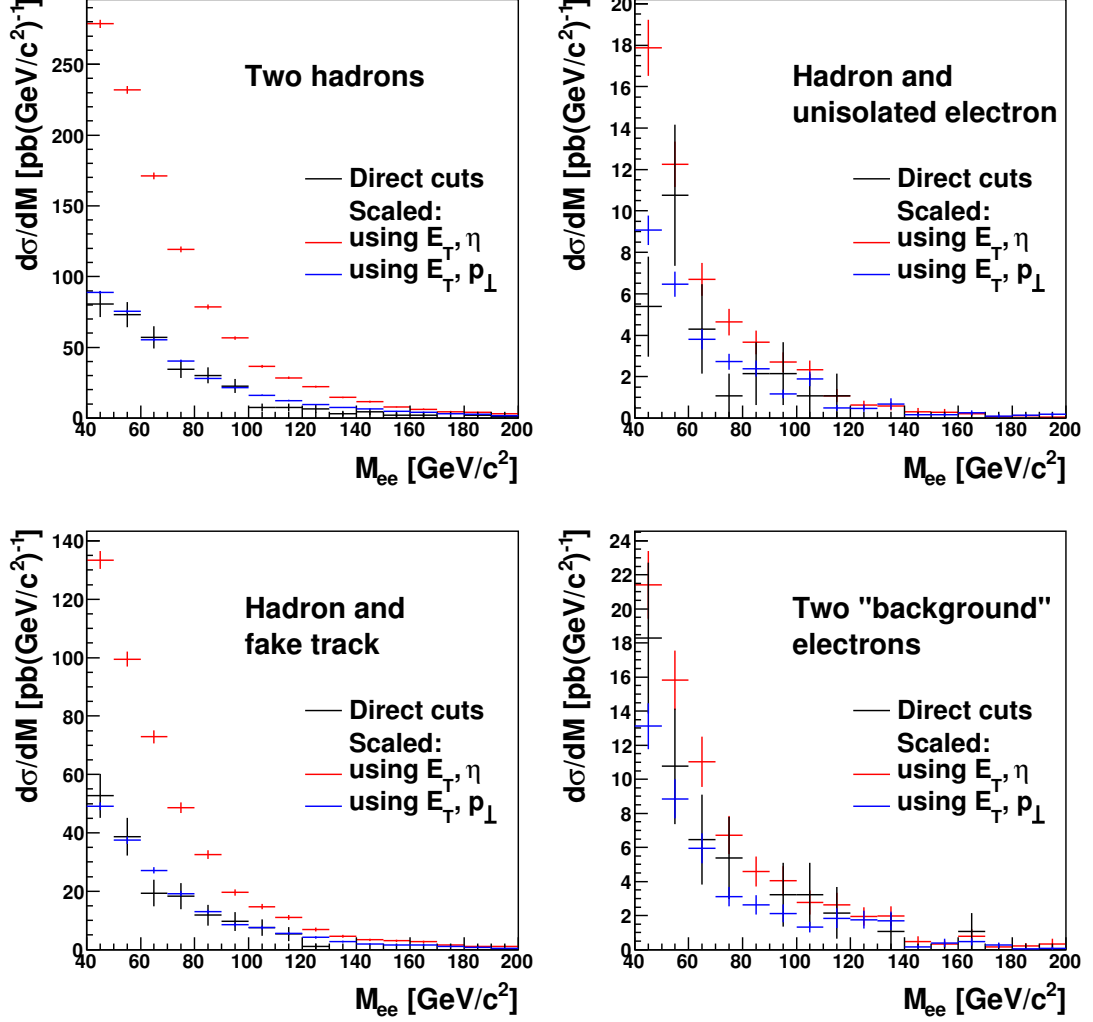 dσ/dM [pb(GeV/c²)⁻¹]
250
200
150
100
50
0
Two hadrons
Direct cuts
Scaled:
using E_T, η
using E_T, p_⊥
40 60 80 100 120 140 160 180 200
M_ee [GeV/c²]
dσ/dM [pb(GeV/c²)⁻¹]
20
18
16
14
12
10
8
6
4
2
0
Hadron and
unisolated electron
Direct cuts
Scaled:
using E_T, η
using E_T, p_⊥
40 60 80 100 120 140 160 180 200
M_ee [GeV/c²]
dσ/dM [pb(GeV/c²)⁻¹]
140
120
100
80
60
40
20
0
Hadron and
fake track
Direct cuts
Scaled:
using E_T, η
using E_T, p_⊥
40 60 80 100 120 140 160 180 200
M_ee [GeV/c²]
dσ/dM [pb(GeV/c²)⁻¹]
24
22
20
18
16
14
12
10
8
6
4
2
0
Two "background"
electrons
Direct cuts
Scaled:
using E_T, η
using E_T, p_⊥
40 60 80 100 120 140 160 180 200
M_ee [GeV/c²]